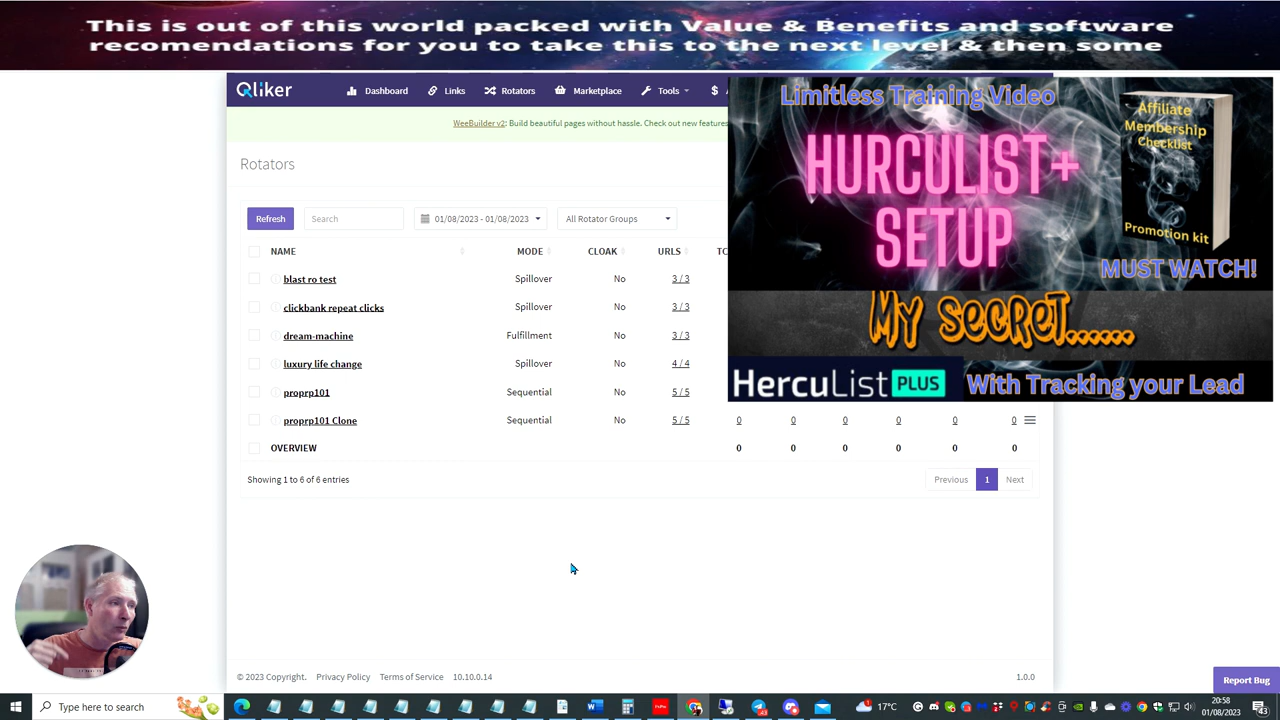 This is out of this world packed with Value & Benefits and software
recomendations for you to take this to the next level & then some
Qliker
Dashboard Links Rotators Marketplace Tools $
WeeBuilder v2: Build beautiful pages without hassle. Check out new features
Rotators
Refresh Search 01/08/2023 - 01/08/2023 All Rotator Groups
NAME MODE CLOAK URLS TC
blast ro test Spillover No 3 / 3
clickbank repeat clicks Spillover No 3 / 3
dream-machine Fulfillment No 3 / 3
luxury life change Spillover No 4 / 4
proprp101 Sequential No 5 / 5
proprp101 Clone Sequential No 5 / 5 0 0 0 0 0 0
OVERVIEW 0 0 0 0 0 0
Showing 1 to 6 of 6 entries
Previous 1 Next
Limitless Training Video
HURCULIST+
SETUP
Affiliate
Membership
Checklist
Promotion kit
MUST WATCH!
My SECRET......
HercuList PLUS With Tracking your Lead
© 2023 Copyright. Privacy Policy Terms of Service 10.10.0.14
1.0.0
Report Bug
Type here to search
17°C
20:58
01/08/2023